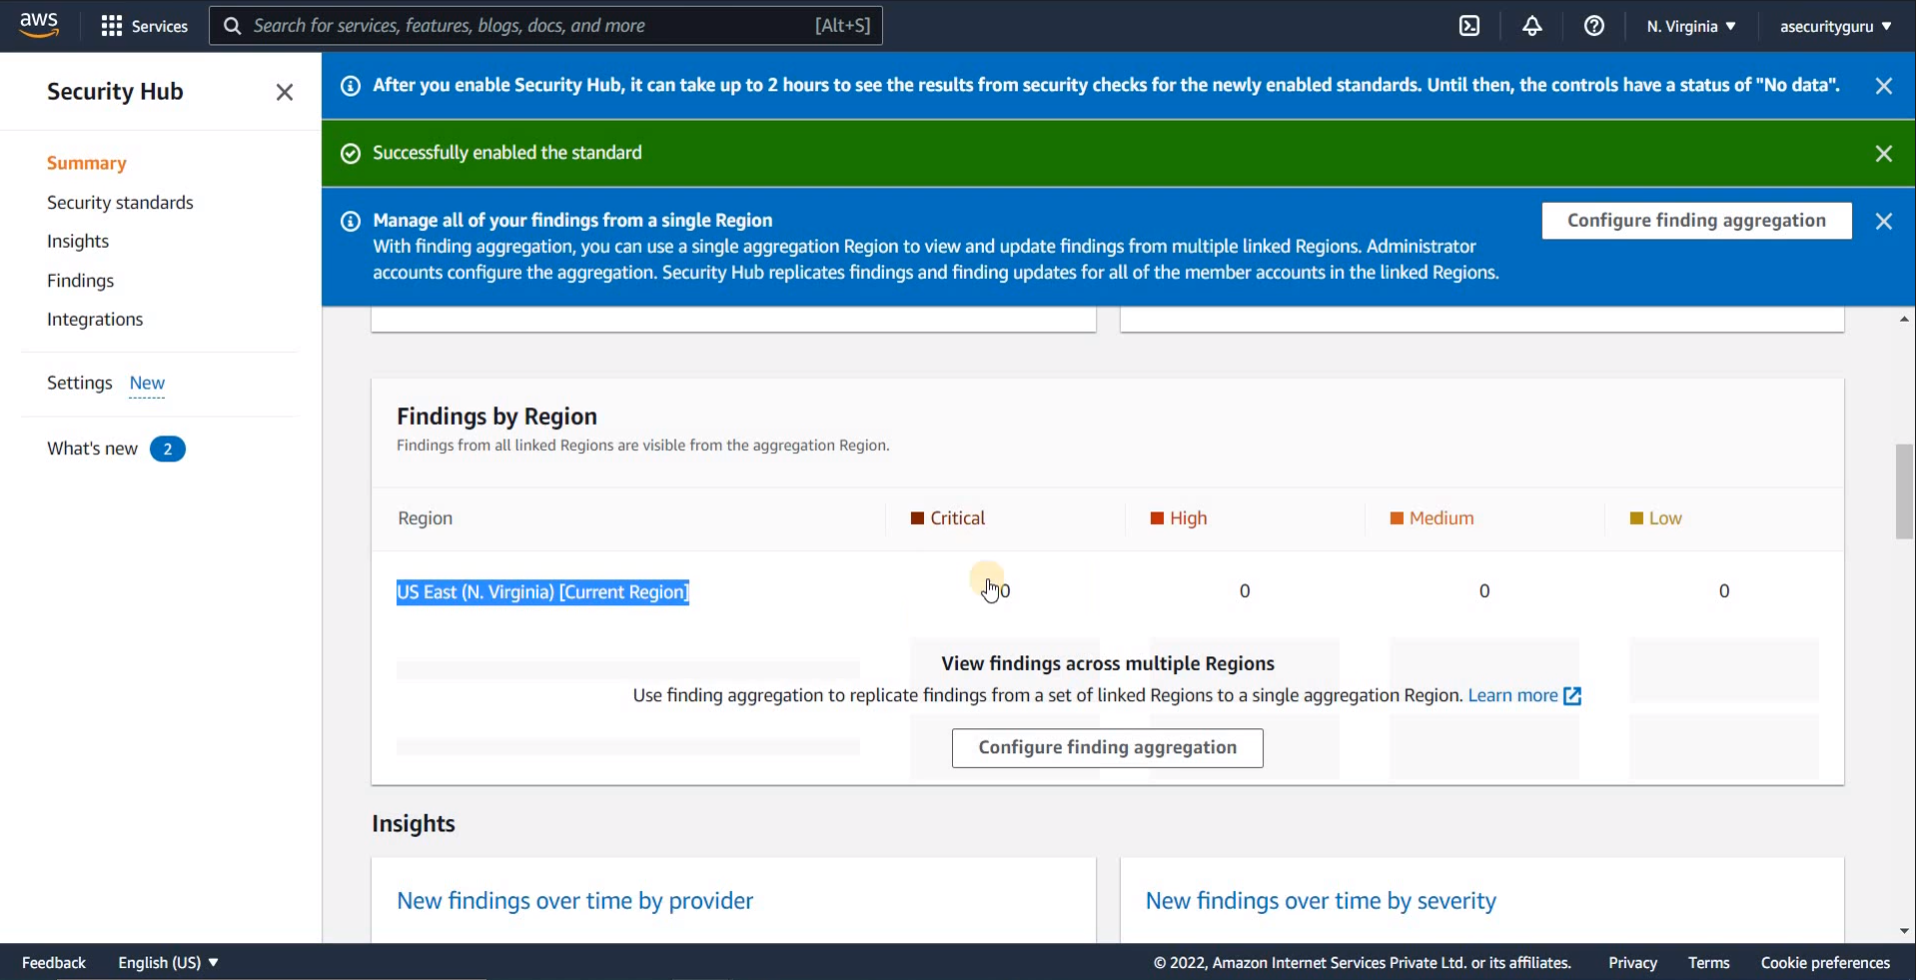 aws
Services
Search for services, features, blogs, docs, and more
[Alt+S]
N. Virginia
asecurityguru
Security Hub
Summary
Security standards
Insights
Findings
Integrations
Settings New
What's new 2
After you enable Security Hub, it can take up to 2 hours to see the results from security checks for the newly enabled standards. Until then, the controls have a status of "No data".
Successfully enabled the standard
Manage all of your findings from a single Region
With finding aggregation, you can use a single aggregation Region to view and update findings from multiple linked Regions. Administrator
accounts configure the aggregation. Security Hub replicates findings and finding updates for all of the member accounts in the linked Regions.
Configure finding aggregation
Findings by Region
Findings from all linked Regions are visible from the aggregation Region.
Region Critical High Medium Low
US East (N. Virginia) [Current Region] 0 0 0 0
View findings across multiple Regions
Use finding aggregation to replicate findings from a set of linked Regions to a single aggregation Region. Learn more
Configure finding aggregation
Insights
New findings over time by provider
New findings over time by severity
Feedback English (US)
© 2022, Amazon Internet Services Private Ltd. or its affiliates. Privacy Terms Cookie preferences